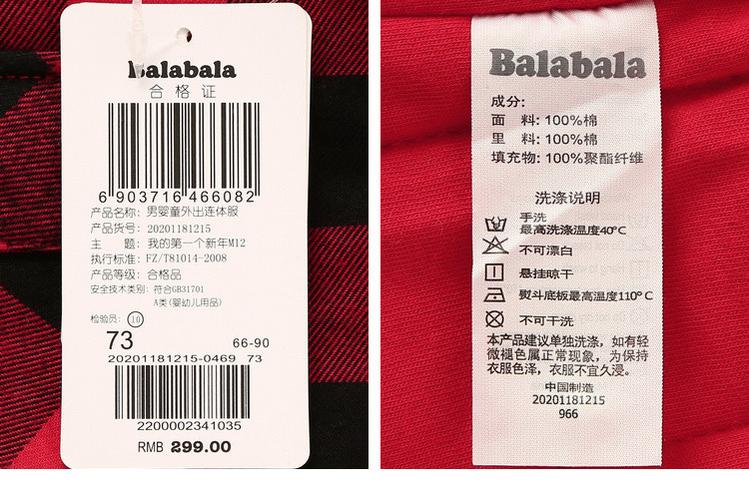 Balabala
合格证
6 903716 466082
产品名称: 男婴童外出连体服
产品货号: 20201181215
主 题: 我的第一个新年M12
执行标准: FZ/T81014-2008
产品等级: 合格品
安全技术类别: 符合GB31701
A类(婴幼儿用品)
检验员: 10
73 66-90
20201181215-0469 73
2200002341035
RMB 299.00
Balabala
成分:
面 料: 100%棉
里 料: 100%棉
填充物: 100%聚酯纤维
洗涤说明
手洗
最高洗涤温度40°C
不可漂白
悬挂晾干
熨斗底板最高温度110°C
不可干洗
本产品建议单独洗涤, 如有轻
微褪色属正常现象, 为保持
衣服色泽, 衣服不宜久浸。
中国制造
20201181215
966